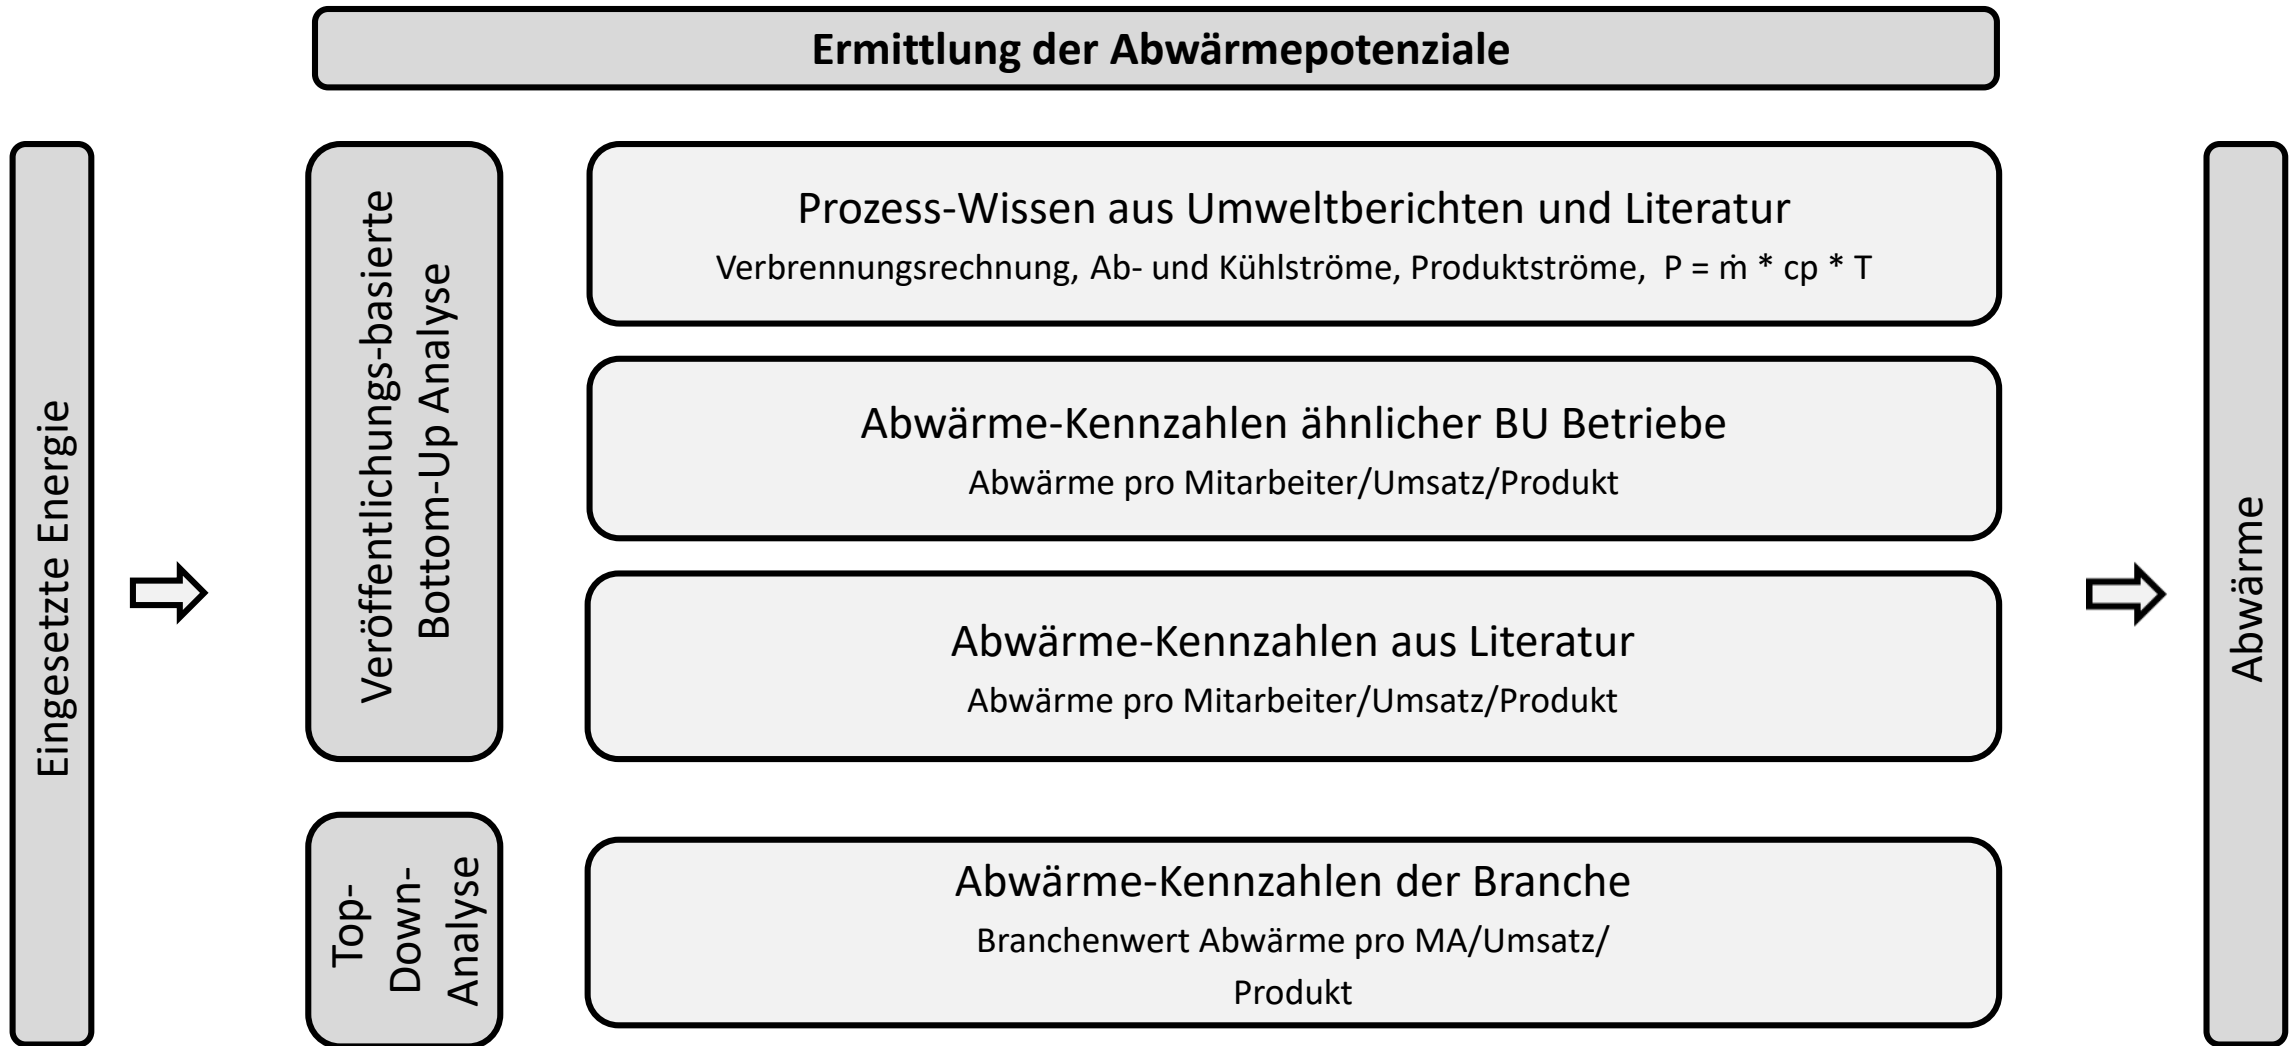 Ermittlung der Abwärmepotenziale
Eingesetzte Energie
Veröffentlichungs-basierte
Bottom-Up Analyse
Prozess-Wissen aus Umweltberichten und Literatur
Verbrennungsrechnung, Ab- und Kühlströme, Produktströme,  P = ṁ * cp * T
Abwärme-Kennzahlen ähnlicher BU Betriebe
Abwärme pro Mitarbeiter/Umsatz/Produkt
Abwärme-Kennzahlen aus Literatur
Abwärme pro Mitarbeiter/Umsatz/Produkt
Top-
Down-
Analyse
Abwärme-Kennzahlen der Branche
Branchenwert Abwärme pro MA/Umsatz/
Produkt
Abwärme